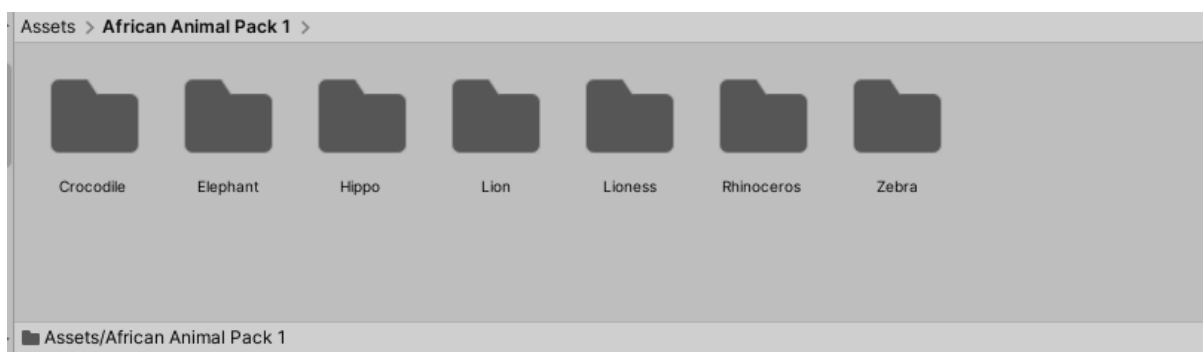 Assets > African Animal Pack 1 >
Crocodile Elephant Hippo Lion Lioness Rhinoceros Zebra
Assets/African Animal Pack 1